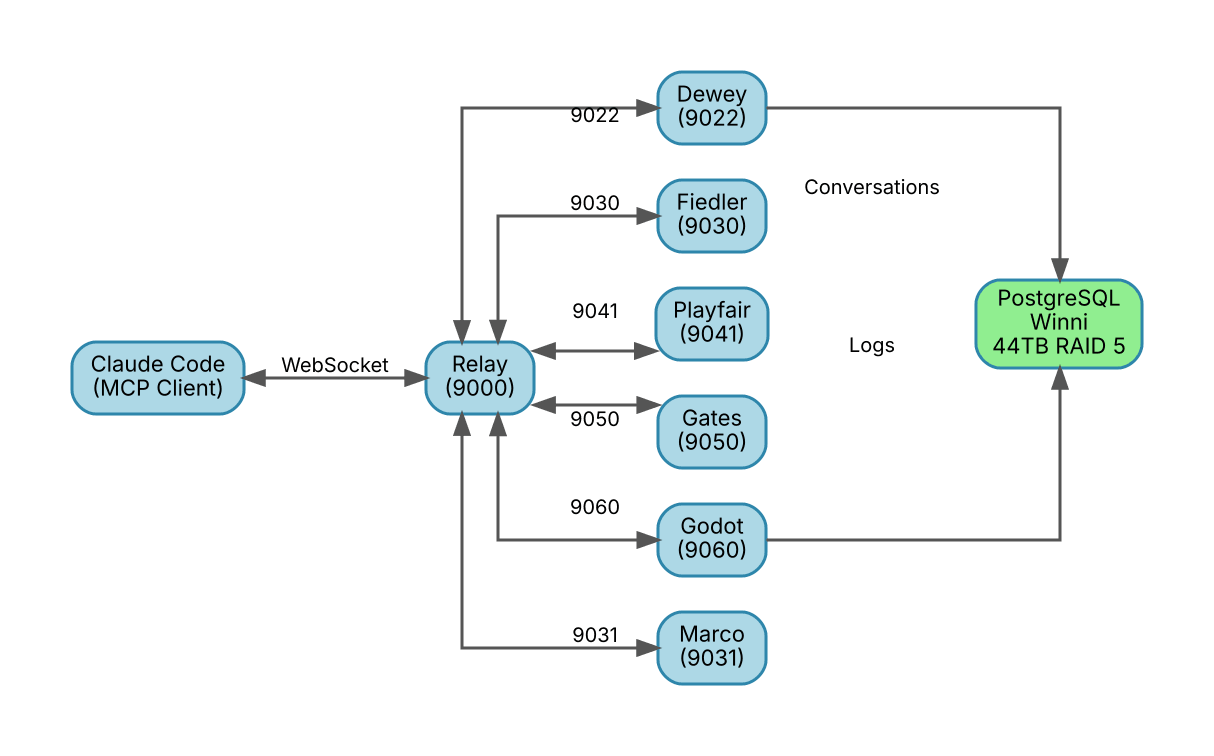 Dewey
(9022)
9022
Conversations
Fiedler
(9030)
9030
PostgreSQL
Winni
44TB RAID 5
Playfair
(9041)
9041
Logs
Claude Code
(MCP Client)
WebSocket
Relay
(9000)
Gates
(9050)
9050
9060
Godot
(9060)
9031
Marco
(9031)